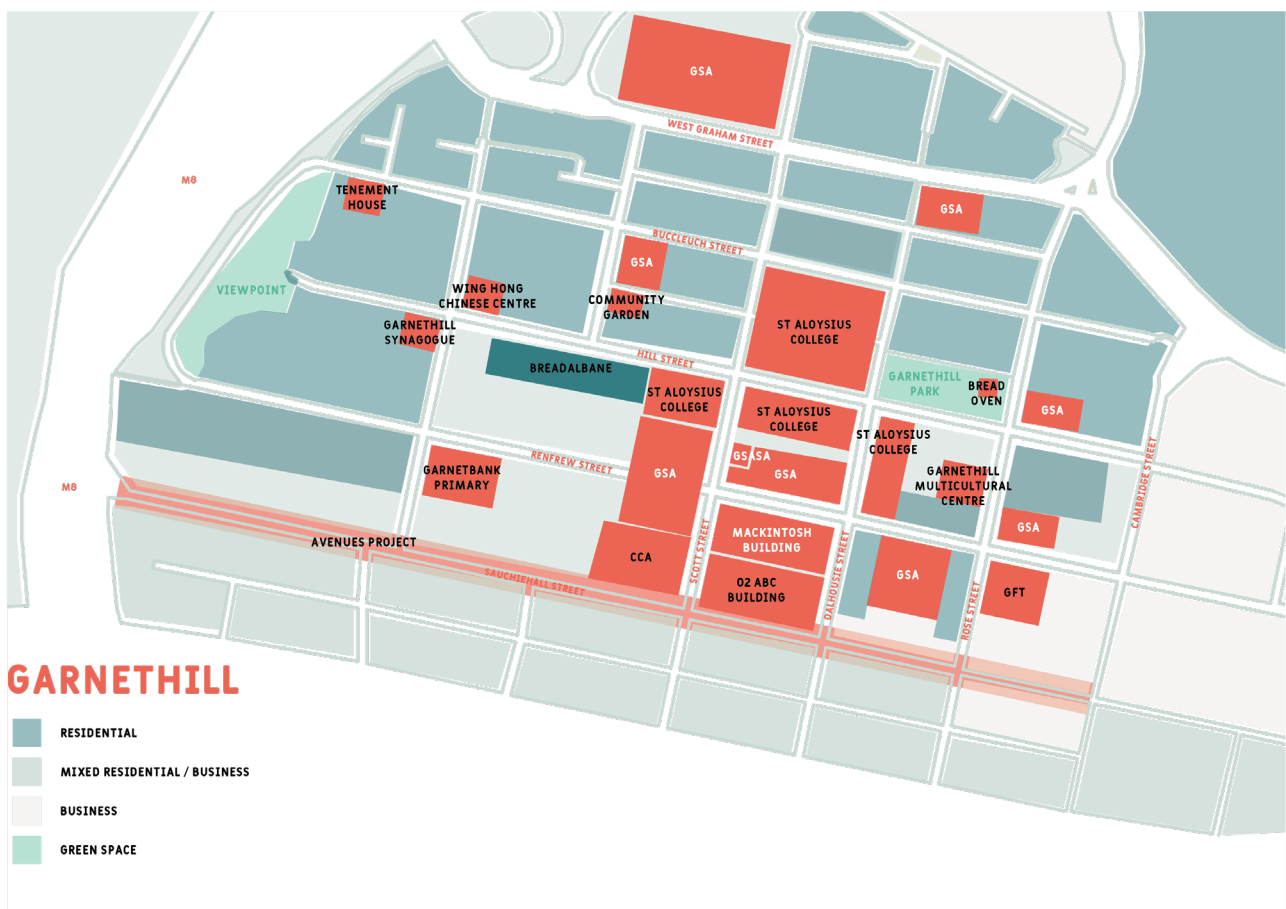 GSA
WEST GRAHAM STREET
M8
TENEMENT
HOUSE
GSA
BUCCLEUCH STREET
GSA
VIEWPOINT
WING HONG
CHINESE CENTRE
COMMUNITY
GARDEN
GARNETHILL
SYNAGOGUE
ST ALOYSIUS
COLLEGE
HILL STREET
BREADALBANE
GARNETHILL
PARK
BREAD
OVEN
ST ALOYSIUS
COLLEGE
ST ALOYSIUS
COLLEGE
GSA
ST ALOYSIUS
COLLEGE
RENFREW STREET
GSASA
GSA
GSA
GARNETBANK
PRIMARY
GARNETHILL
MULTICULTURAL
CENTRE
CAMBRIDGE STREET
M8
GSA
AVENUES PROJECT
MACKINTOSH
BUILDING
SCOTT STREET
CCA
DALHOUSIE STREET
SAUCHIEHALL STREET
O2 ABC
BUILDING
GSA
ROSE STREET
GFT
GARNETHILL
RESIDENTIAL
MIXED RESIDENTIAL / BUSINESS
BUSINESS
GREEN SPACE